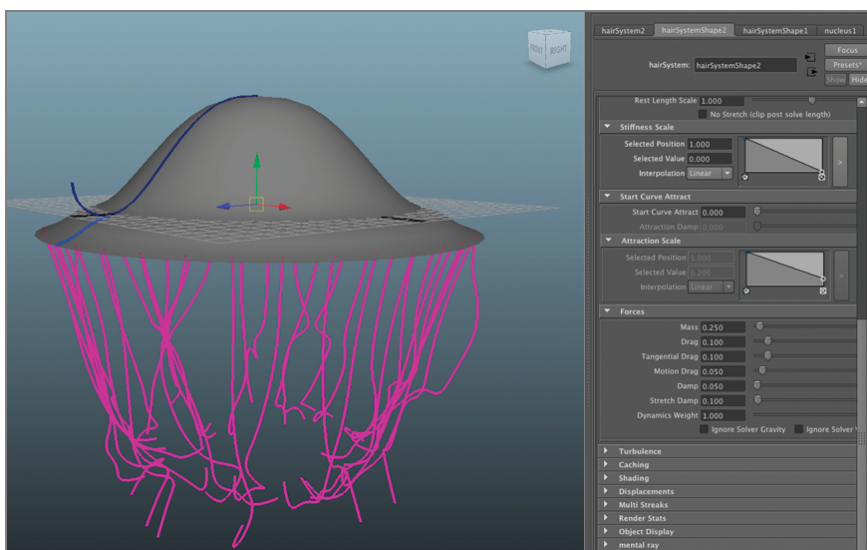 FRONT RIGHT
hairSystem2 hairSystemShape2 hairSystemShape1 nucleus1
Focus
hairSystem: hairSystemShape2
Presets*
Show Hide
Rest Length Scale 1.000
No Stretch (clip post solve length)
Stiffness Scale
Selected Position 1.000
Selected Value 0.000
Interpolation Linear
>
Start Curve Attract
Start Curve Attract 0.000
Attraction Damp 0.000
Attraction Scale
Selected Position 1.000
Selected Value 0.200
Interpolation Linear
>
Forces
Mass 0.250
Drag 0.100
Tangential Drag 0.100
Motion Drag 0.050
Damp 0.050
Stretch Damp 0.100
Dynamics Weight 1.000
Ignore Solver Gravity Ignore Solver
Turbulence
Caching
Shading
Displacements
Multi Streaks
Render Stats
Object Display
mental ray